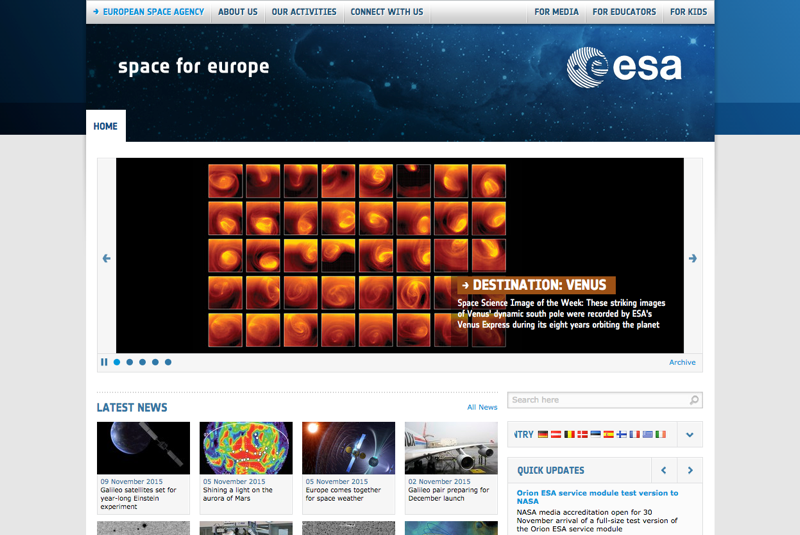 EUROPEAN SPACE AGENCY
ABOUT US
OUR ACTIVITIES
CONNECT WITH US
FOR MEDIA
FOR EDUCATORS
FOR KIDS
space for europe
esa
HOME
DESTINATION: VENUS
Space Science Image of the Week: These striking images
of Venus' dynamic south pole were recorded by ESA's
Venus Express during its eight years orbiting the planet
Archive
LATEST NEWS
All News
09 November 2015
Galileo satellites set for
year-long Einstein
experiment
05 November 2015
Shining a light on the
aurora of Mars
05 November 2015
Europe comes together
for space weather
02 November 2015
Galileo pair preparing for
December launch
Search here
NTRY
QUICK UPDATES
Orion ESA service module test version to
NASA
NASA media accreditation open for 30
November arrival of a full-size test version of
the Orion ESA service module